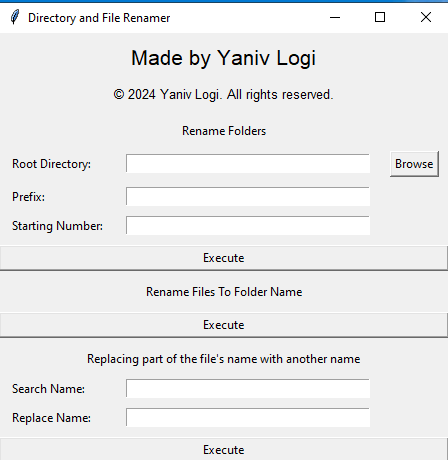 Directory and File Renamer
Made by Yaniv Logi
© 2024 Yaniv Logi. All rights reserved.
Rename Folders
Root Directory: Browse
Prefix:
Starting Number:
Execute
Rename Files To Folder Name
Execute
Replacing part of the file's name with another name
Search Name:
Replace Name:
Execute